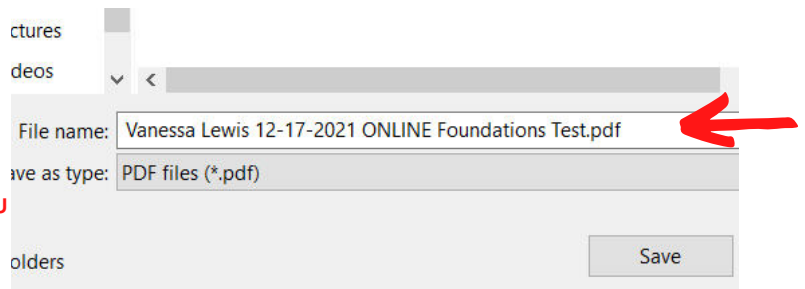 ctures
deos
File name: Vanessa Lewis 12-17-2021 ONLINE Foundations Test.pdf
ave as type: PDF files (*.pdf)
U
olders Save